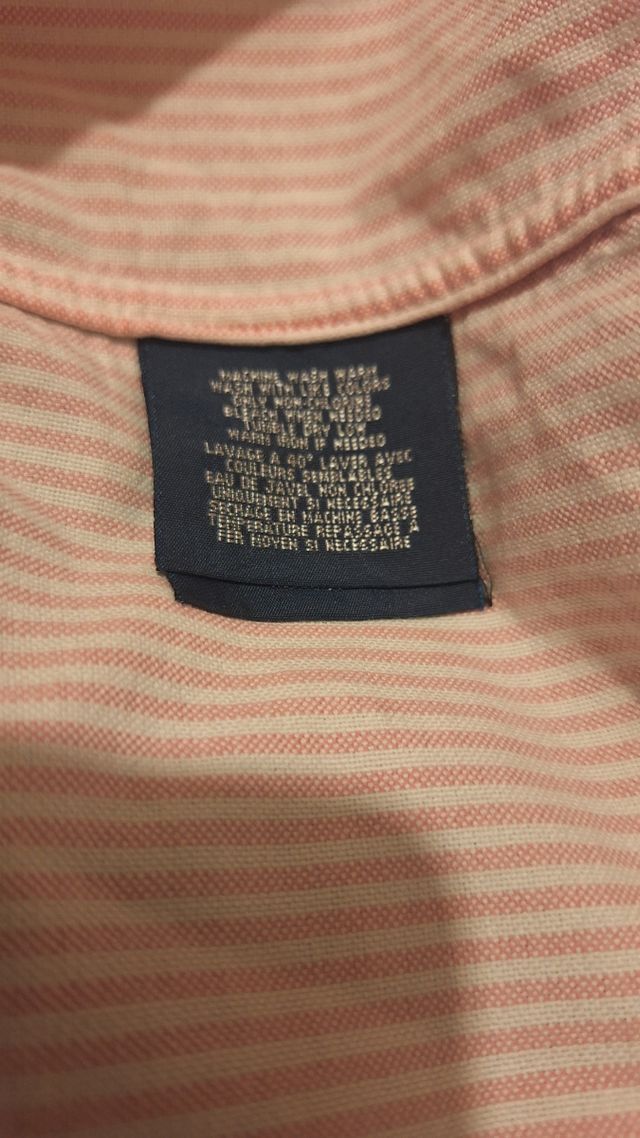 MACHINE WASH WARM
WASH WITH LIKE COLORS
ONLY NON-CHLORINE
BLEACH WHEN NEEDED
TUMBLE DRY LOW
WARM IRON IF NEEDED
LAVAGE A 40° LAVER AVEC
COULEURS SEMBLABLES
EAU DE JAVEL NON CLOREE
UNIQUEMENT SI NECESSAIRE
SECHAGE EN MACHINE BASSE
TEMPERATURE REPASSAGE A
FER MOYEN SI NECESSAIRE